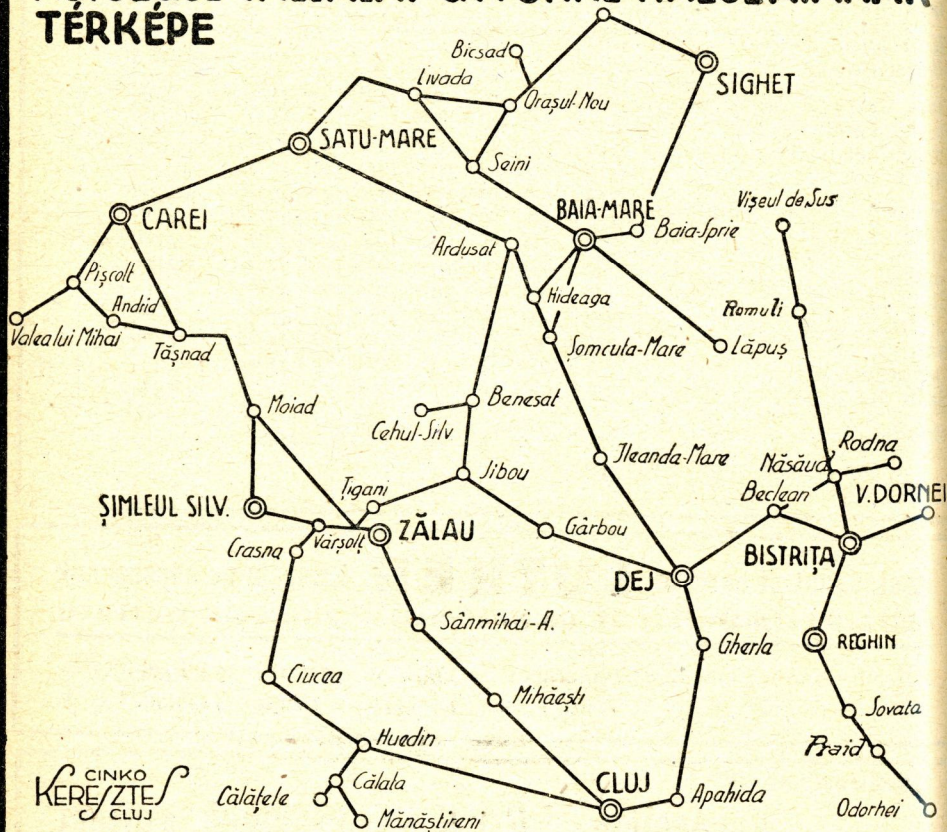 TÉRKÉPE
Bicsad
Livada
Orașul-Nou
SIGHET
SATU-MARE
Seini
BAIA-MARE
Baia-Sprie
Vișeul de Sus
CAREI
Ardusat
Pișcolt
Andrid
Hideaga
Romuli
Valea lui Mihai
Tășnad
Șomcuta-Mare
Lăpuș
Moiad
Benesat
Cehul-Silv
Ileanda-Mare
Rodna
Năsăud
Jibou
Țigani
Beclean
V. DORNEI
ȘIMLEUL SILV.
Vârșolț
ZĂLAU
Gârbou
Crasna
BISTRIȚA
DEJ
Sânmihai-A.
Gherla
REGHIN
Ciucea
Mihăești
Sovata
Huedin
Praid
CINKO
KERESZTES
CLUJ
Călățele
Călata
CLUJ
Apahida
Mănăștireni
Odorhei